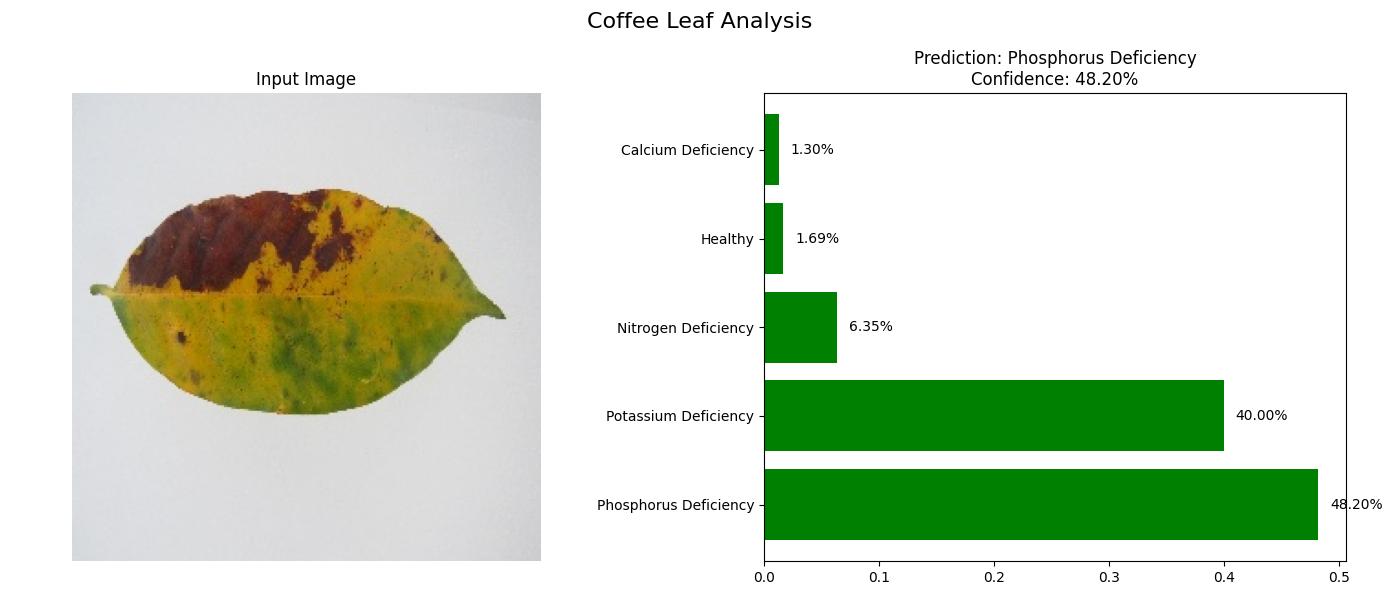 Coffee Leaf Analysis
Input Image
Prediction: Phosphorus Deficiency
Confidence: 48.20%
Calcium Deficiency
1.30%
Healthy
1.69%
Nitrogen Deficiency
6.35%
Potassium Deficiency
40.00%
Phosphorus Deficiency
48.20%
0.0 0.1 0.2 0.3 0.4 0.5